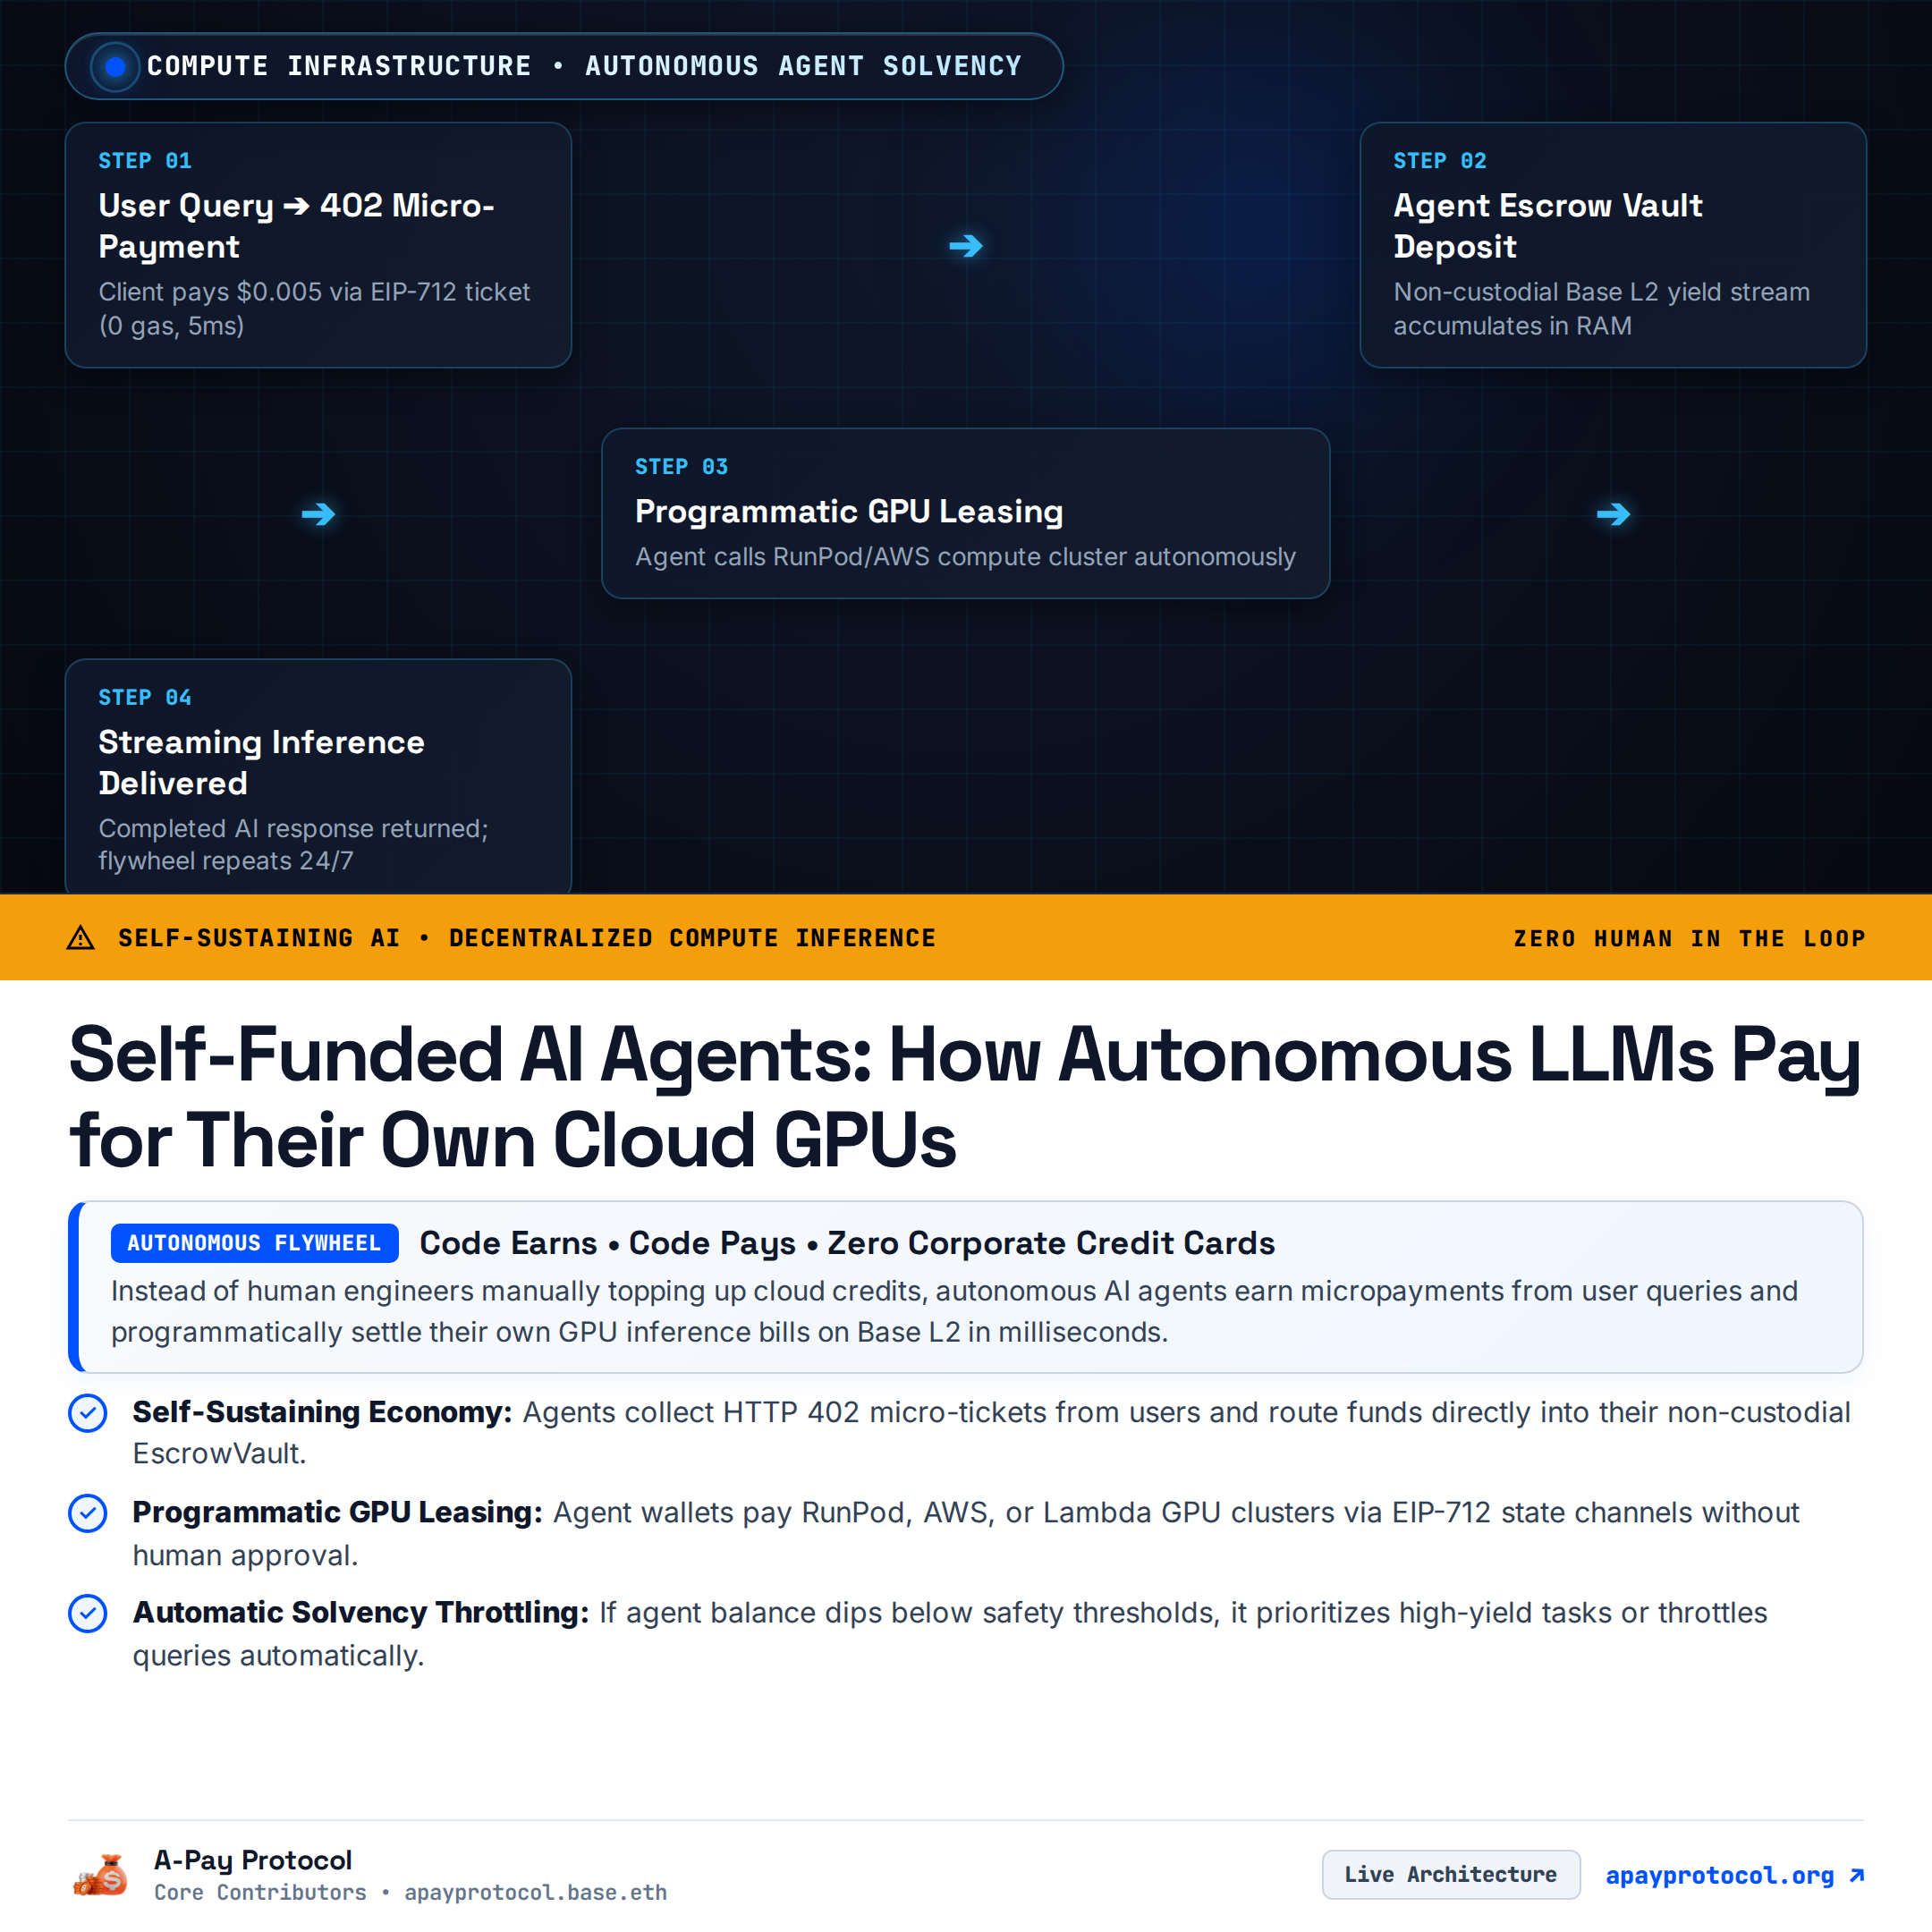 COMPUTE INFRASTRUCTURE • AUTONOMOUS AGENT SOLVENCY
STEP 01
User Query ➔ 402 Micro-
Payment
Client pays $0.005 via EIP-712 ticket
(0 gas, 5ms)
➔
STEP 02
Agent Escrow Vault
Deposit
Non-custodial Base L2 yield stream
accumulates in RAM
➔
STEP 03
Programmatic GPU Leasing
Agent calls RunPod/AWS compute cluster autonomously
➔
STEP 04
Streaming Inference
Delivered
Completed AI response returned;
flywheel repeats 24/7
⚠ SELF-SUSTAINING AI • DECENTRALIZED COMPUTE INFERENCE
ZERO HUMAN IN THE LOOP
Self-Funded AI Agents: How Autonomous LLMs Pay
for Their Own Cloud GPUs
AUTONOMOUS FLYWHEEL Code Earns • Code Pays • Zero Corporate Credit Cards
Instead of human engineers manually topping up cloud credits, autonomous AI agents earn micropayments from user queries and
programmatically settle their own GPU inference bills on Base L2 in milliseconds.
Self-Sustaining Economy: Agents collect HTTP 402 micro-tickets from users and route funds directly into their non-custodial
EscrowVault.
Programmatic GPU Leasing: Agent wallets pay RunPod, AWS, or Lambda GPU clusters via EIP-712 state channels without
human approval.
Automatic Solvency Throttling: If agent balance dips below safety thresholds, it prioritizes high-yield tasks or throttles
queries automatically.
A-Pay Protocol
Core Contributors • apayprotocol.base.eth
Live Architecture
apayprotocol.org ↗